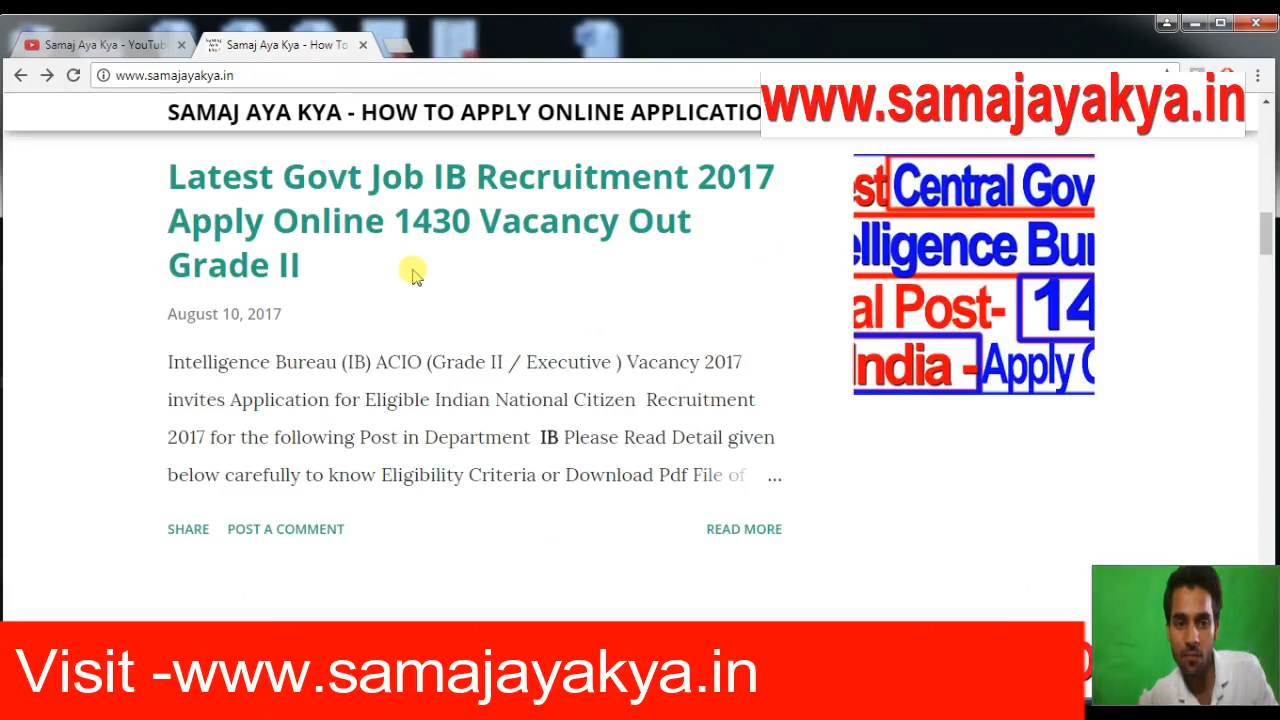 Samaj Aya Kya - YouTub
Samaj Aya Kya - How To
www.samajayakya.in
www.samajayakya.in
SAMAJ AYA KYA - HOW TO APPLY ONLINE APPLICATIO
Latest Govt Job IB Recruitment 2017
Apply Online 1430 Vacancy Out
Grade II
August 10, 2017
Intelligence Bureau (IB) ACIO (Grade II / Executive ) Vacancy 2017
invites Application for Eligible Indian National Citizen Recruitment
2017 for the following Post in Department IB Please Read Detail given
below carefully to know Eligibility Criteria or Download Pdf File of ...
SHARE POST A COMMENT READ MORE
est Central Gov
elligence Bur
al Post- 14
India - Apply O
Visit -www.samajayakya.in